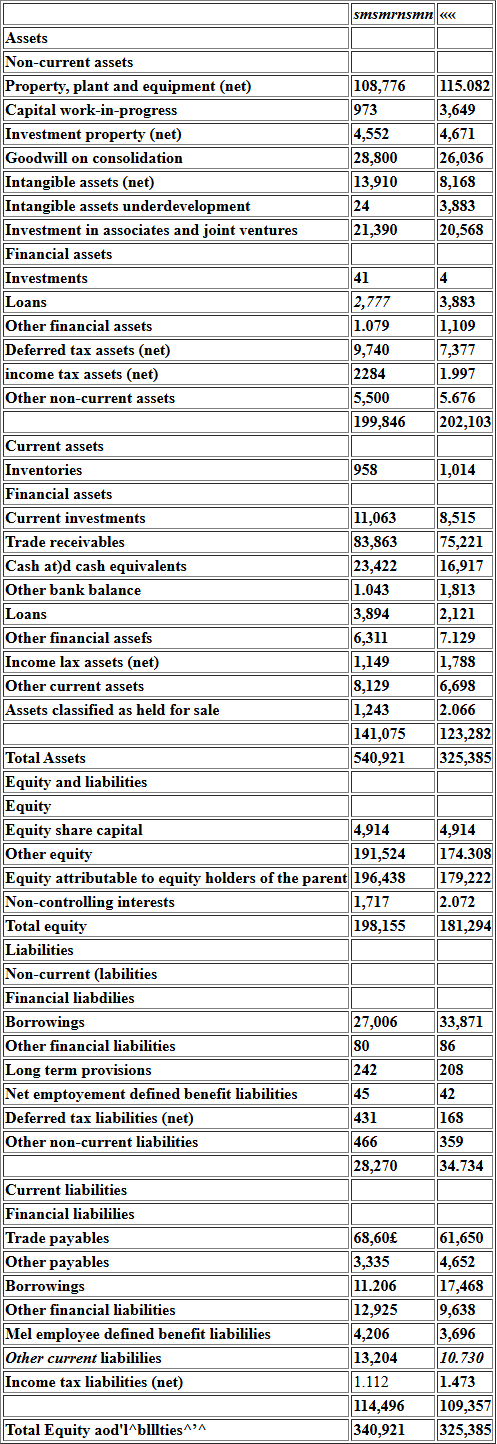 smsmrnsmn ««
Assets
Non-current assets
Property, plant and equipment (net) 108,776 115.082
Capital work-in-progress 973 3,649
Investment property (net) 4,552 4,671
Goodwill on consolidation 28,800 26,036
Intangible assets (net) 13,910 8,168
Intangible assets underdevelopment 24 3,883
Investment in associates and joint ventures 21,390 20,568
Financial assets
Investments 41 4
Loans 2,777 3,883
Other financial assets 1.079 1,109
Deferred tax assets (net) 9,740 7,377
income tax assets (net) 2284 1.997
Other non-current assets 5,500 5.676
199,846 202,103
Current assets
Inventories 958 1,014
Financial assets
Current investments 11,063 8,515
Trade receivables 83,863 75,221
Cash at)d cash equivalents 23,422 16,917
Other bank balance 1.043 1,813
Loans 3,894 2,121
Other financial assefs 6,311 7.129
Income lax assets (net) 1,149 1,788
Other current assets 8,129 6,698
Assets classified as held for sale 1,243 2.066
141,075 123,282
Total Assets 540,921 325,385
Equity and liabilities
Equity
Equity share capital 4,914 4,914
Other equity 191,524 174.308
Equity attributable to equity holders of the parent 196,438 179,222
Non-controlling interests 1,717 2.072
Total equity 198,155 181,294
Liabilities
Non-current (labilities
Financial liabdilies
Borrowings 27,006 33,871
Other financial liabilities 80 86
Long term provisions 242 208
Net emptoyement defined benefit liabilities 45 42
Deferred tax liabilities (net) 431 168
Other non-current liabilities 466 359
28,270 34.734
Current liabilities
Financial liabililies
Trade payables 68,60£ 61,650
Other payables 3,335 4,652
Borrowings 11.206 17,468
Other financial liabilities 12,925 9,638
Mel employee defined benefit liabililies 4,206 3,696
Other current liabililies 13,204 10.730
Income tax liabilities (net) 1.112 1.473
114,496 109,357
Total Equity aod'l^blllties^’^ 340,921 325,385